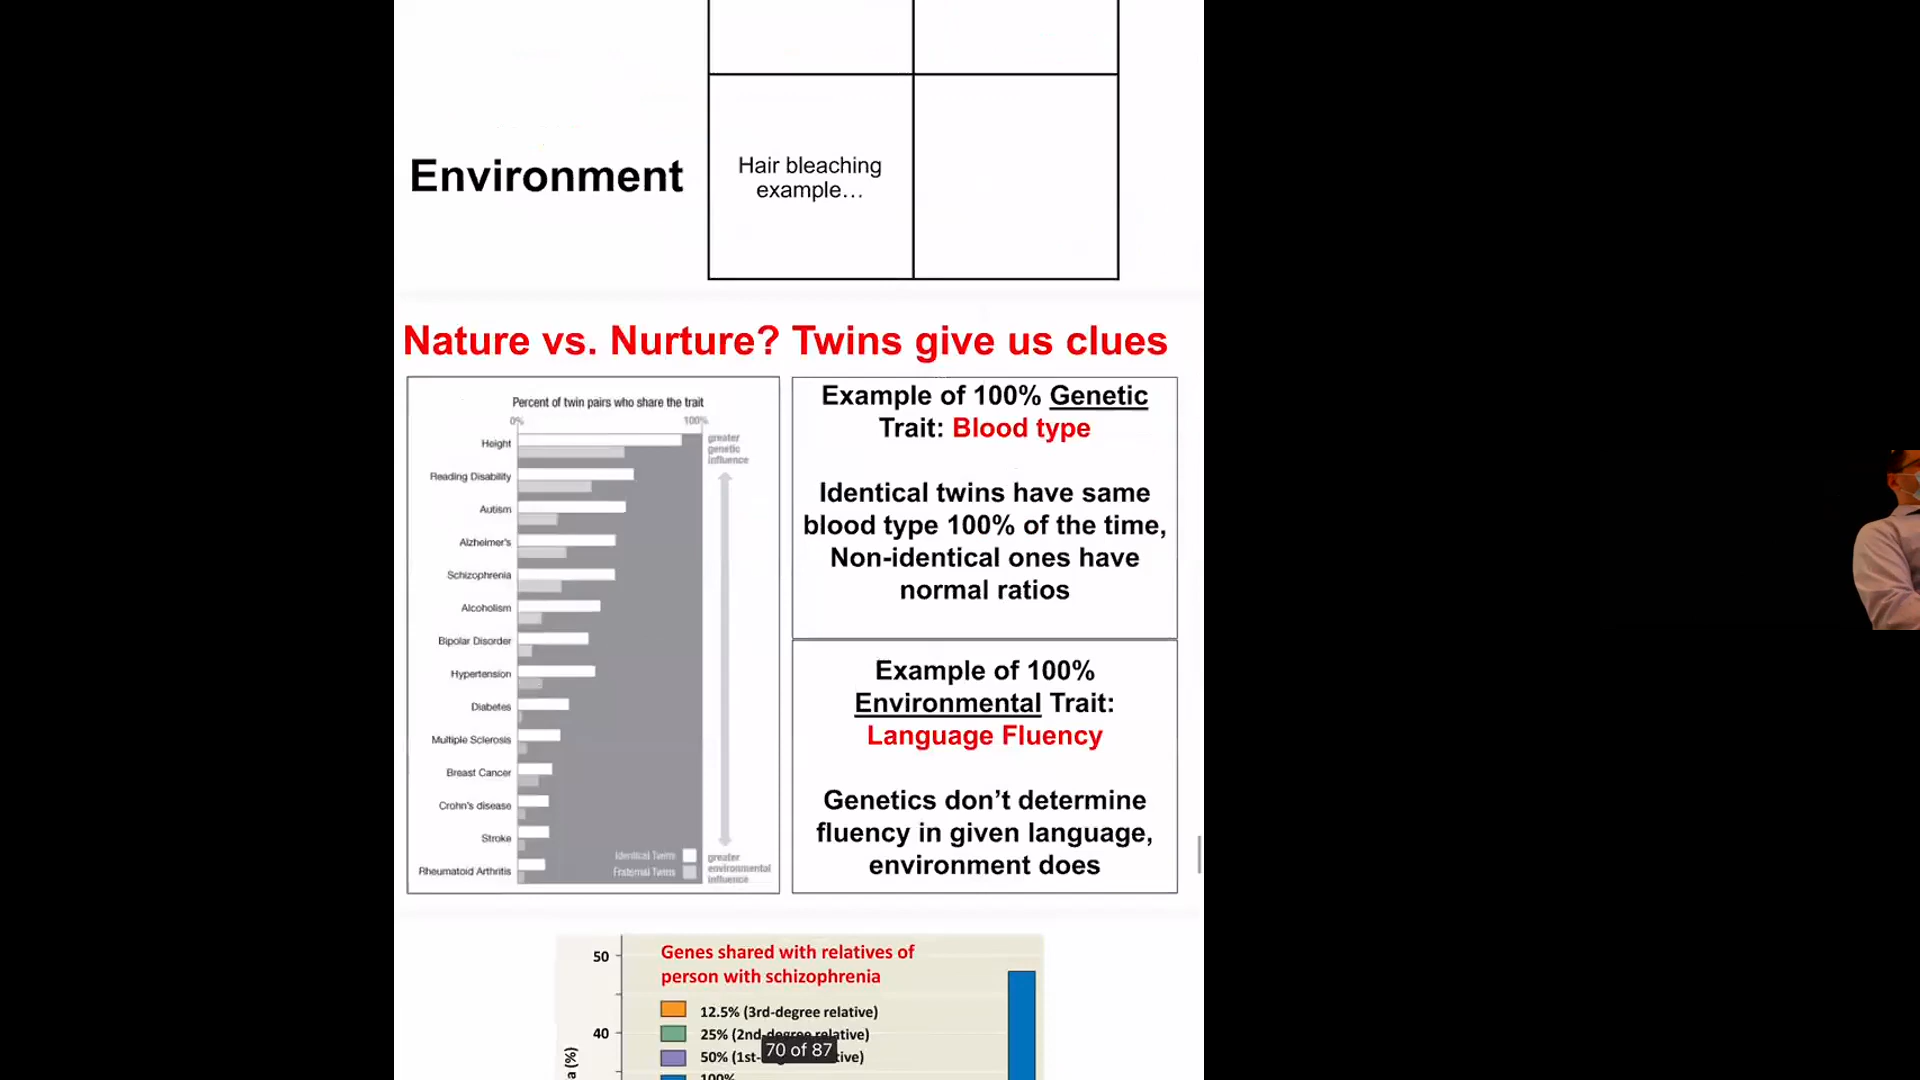 Environment
Hair bleaching
example…
Nature vs. Nurture? Twins give us clues
Percent of twin pairs who share the trait
0%
100%
Height
Reading Disability
Autism
Alzheimer's
Schizophrenia
Alcoholism
Bipolar Disorder
Hypertension
Diabetes
Multiple Sclerosis
Breast Cancer
Crohn's disease
Stroke
Rheumatoid Arthritis
greater
genetic
influence
Identical Twins
Fraternal Twins
greater
environmental
influence
Example of 100% Genetic
Trait: Blood type
Identical twins have same
blood type 100% of the time,
Non-identical ones have
normal ratios
Example of 100%
Environmental Trait:
Language Fluency
Genetics don’t determine
fluency in given language,
environment does
50
40
a (%)
Genes shared with relatives of
person with schizophrenia
12.5% (3rd-degree relative)
25% (2nd-degree relative)
50% (1st-
70 of 87
100%